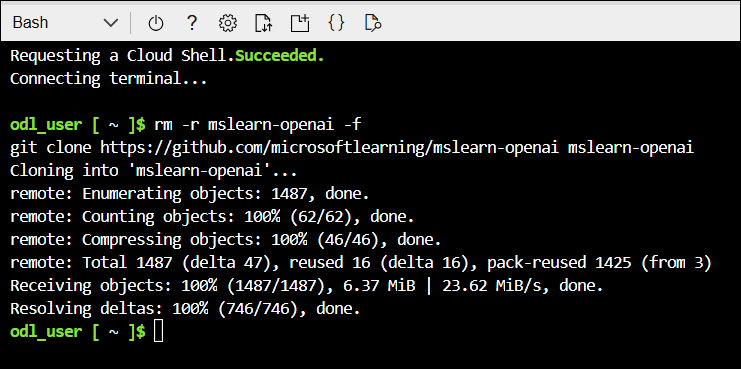 Bash
Requesting a Cloud Shell.Succeeded.
Connecting terminal...
odl_user [ ~ ]$ rm -r mslearn-openai -f
git clone https://github.com/microsoftlearning/mslearn-openai mslearn-openai
Cloning into 'mslearn-openai'...
remote: Enumerating objects: 1487, done.
remote: Counting objects: 100% (62/62), done.
remote: Compressing objects: 100% (46/46), done.
remote: Total 1487 (delta 47), reused 16 (delta 16), pack-reused 1425 (from 3)
Receiving objects: 100% (1487/1487), 6.37 MiB | 23.62 MiB/s, done.
Resolving deltas: 100% (746/746), done.
odl_user [ ~ ]$